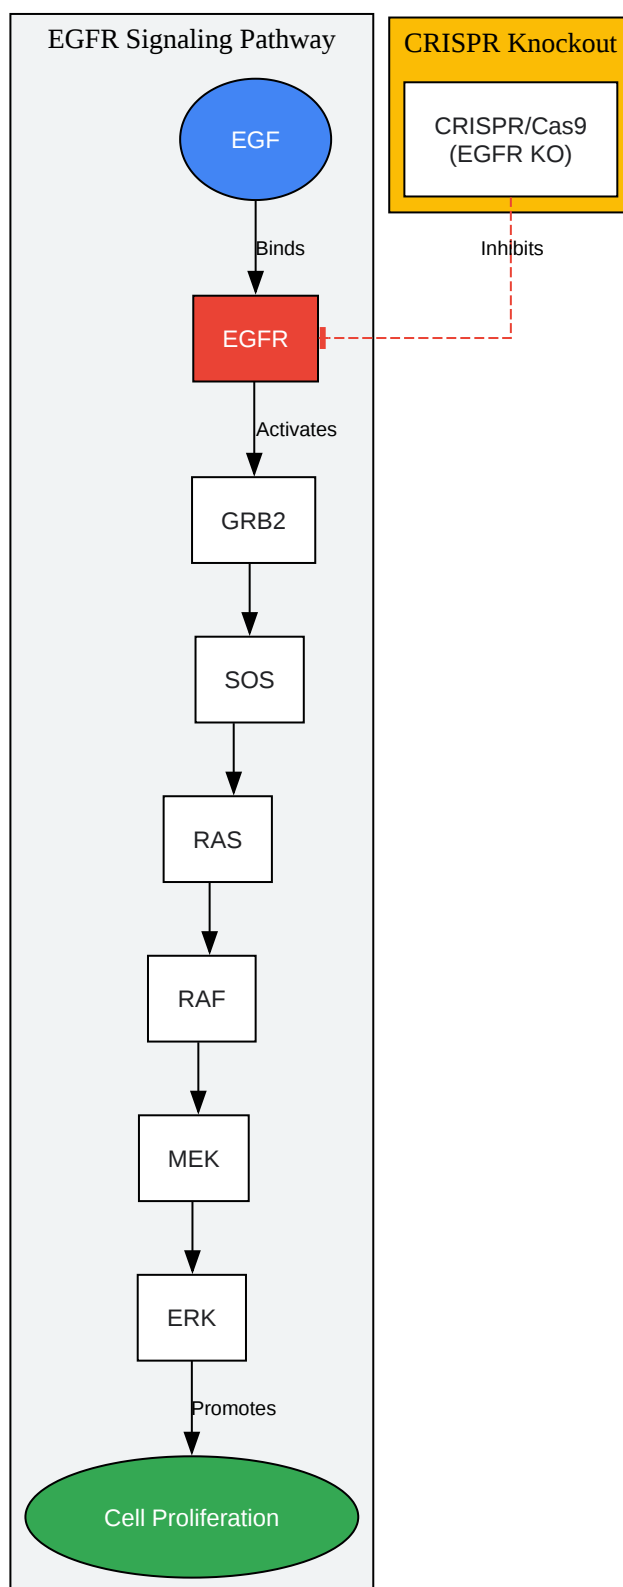 EGFR Signaling Pathway
CRISPR Knockout
EGF
CRISPR/Cas9
(EGFR KO)
Binds
Inhibits
EGFR
Activates
GRB2
SOS
RAS
RAF
MEK
ERK
Promotes
Cell Proliferation